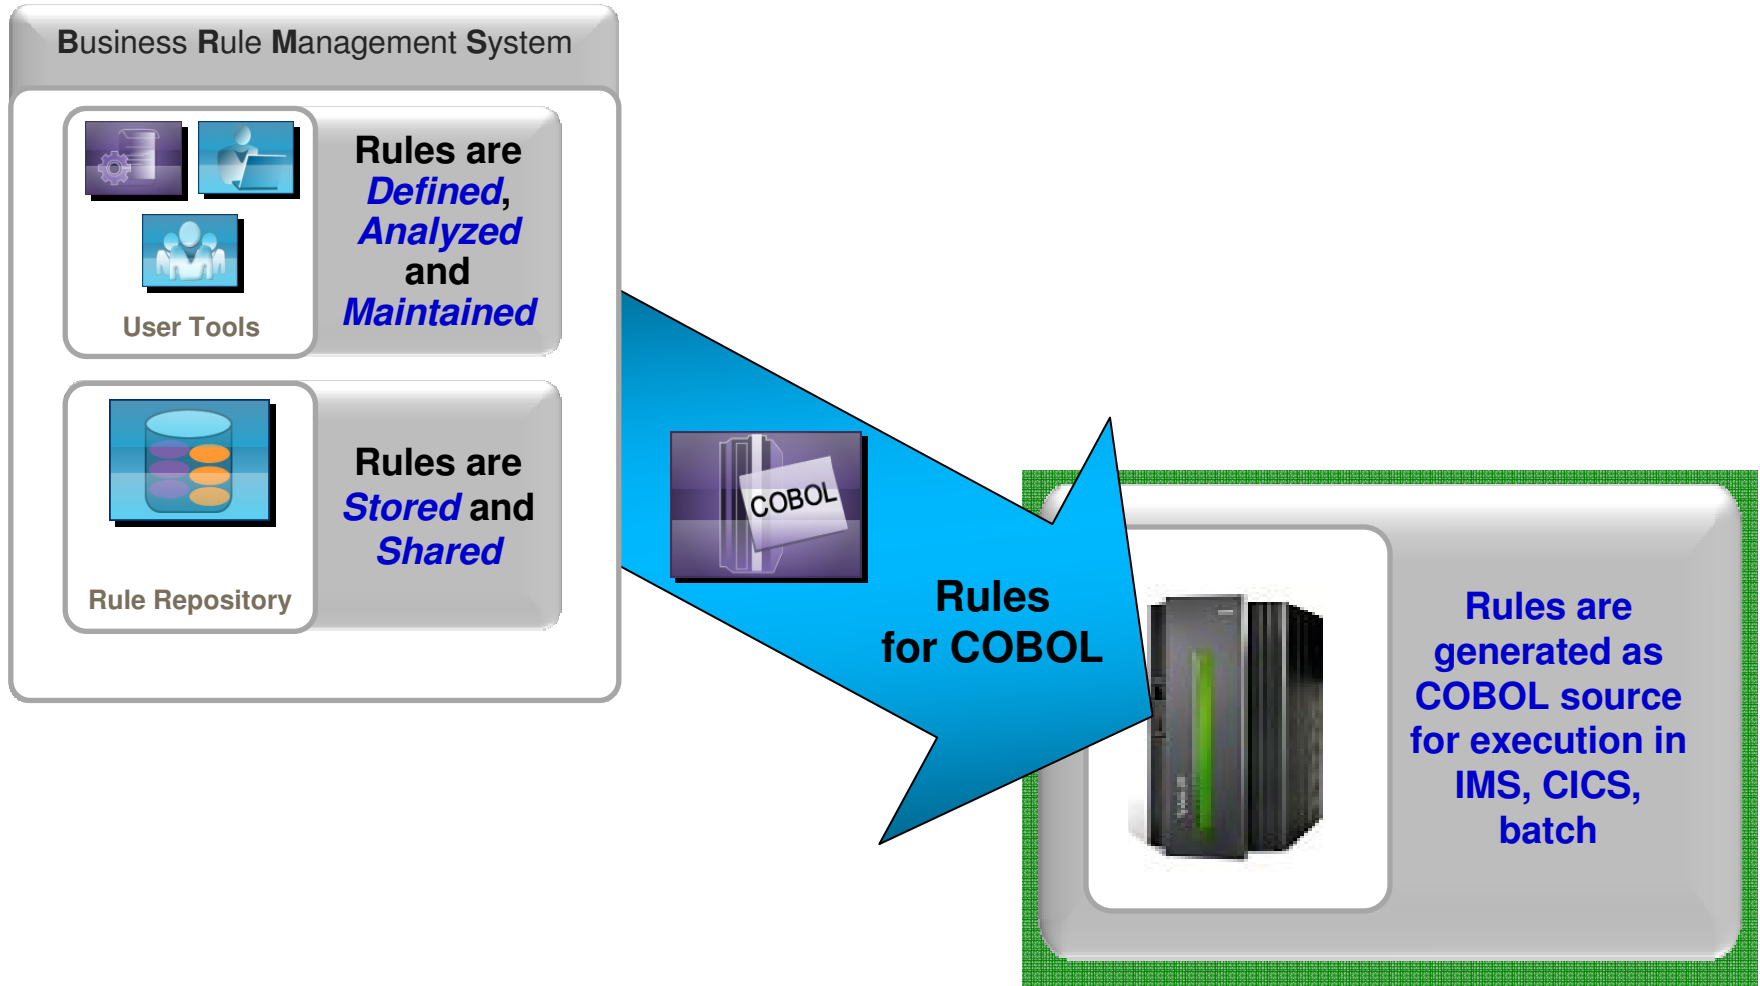 Business Rule Management System
Rules are
Defined,
Analyzed
and
Maintained
User Tools
Rules are
Stored and
Shared
Rule Repository
COBOL
Rules
for COBOL
Rules are
generated as
COBOL source
for execution in
IMS, CICS,
batch